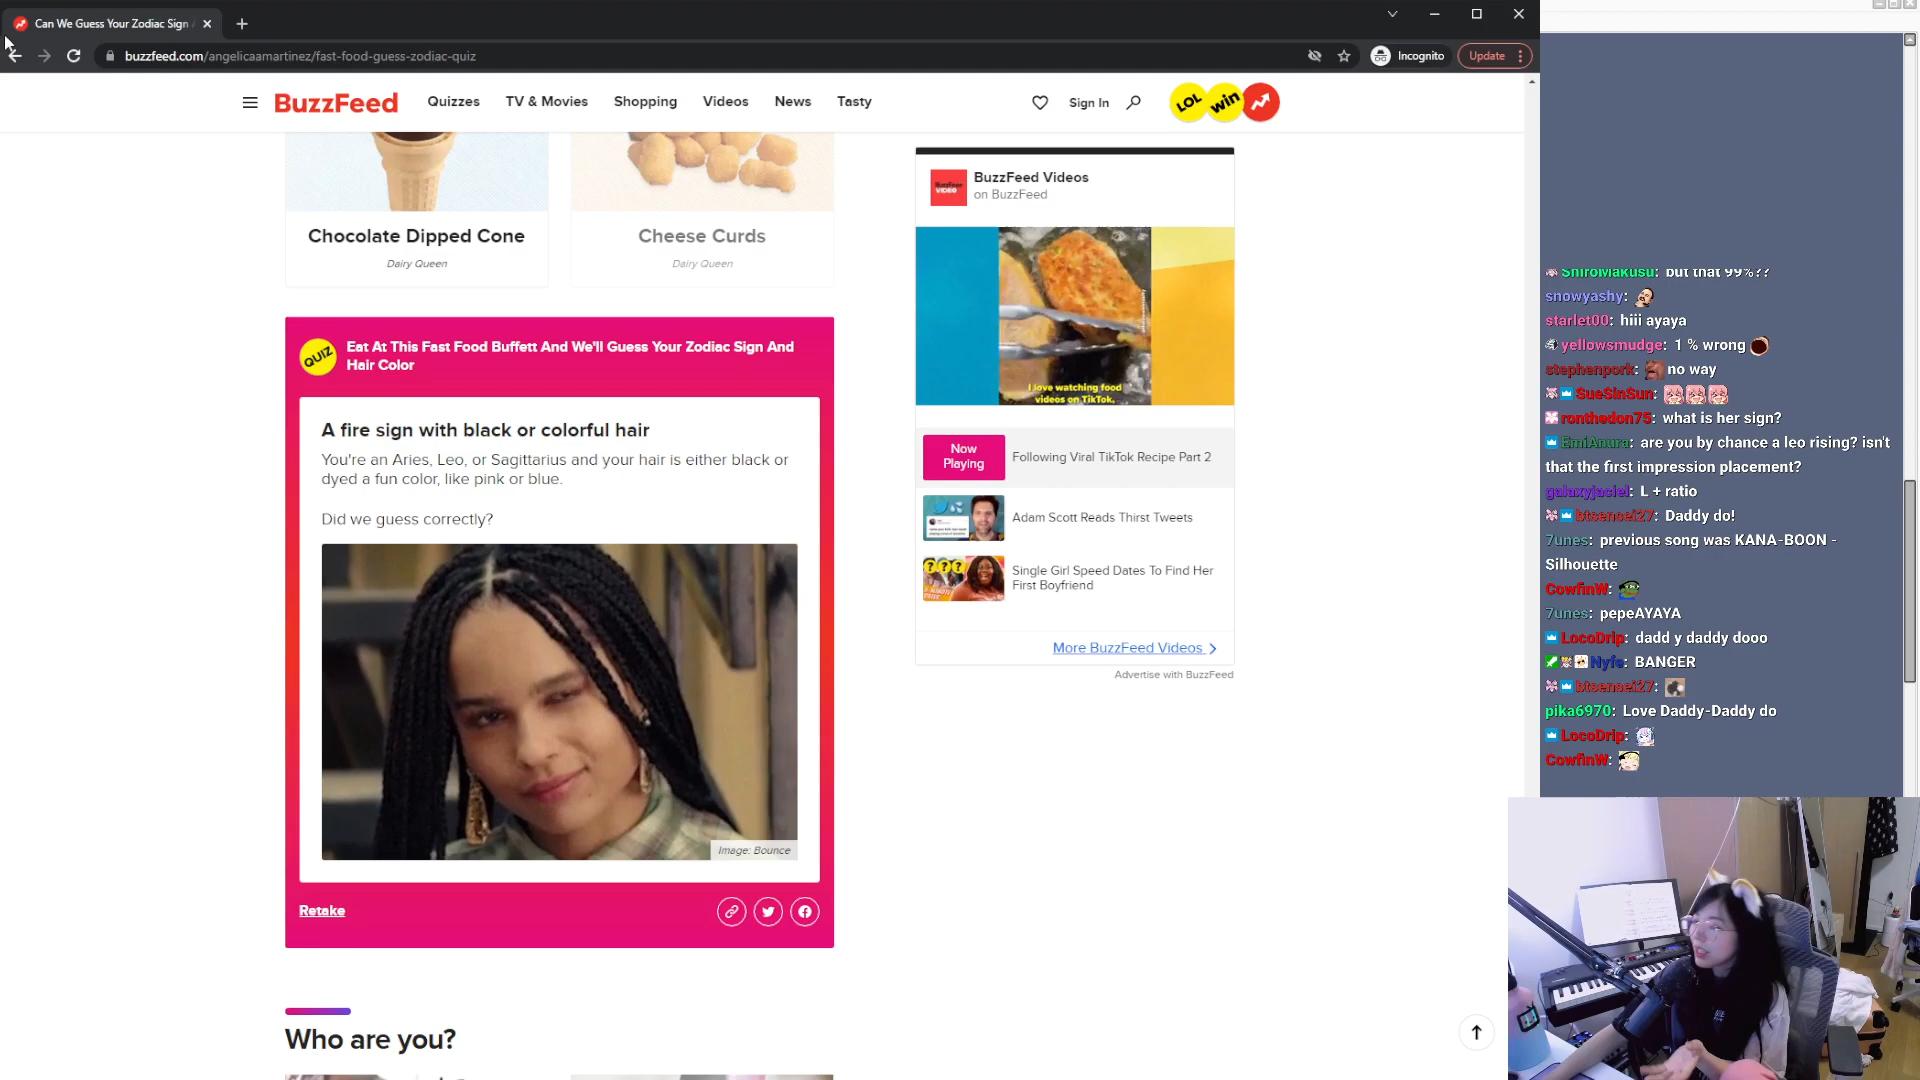 Can We Guess Your Zodiac Sign
buzzfeed.com/angelicaamartinez/fast-food-guess-zodiac-quiz
Incognito
Update
BuzzFeed
Quizzes
TV & Movies
Shopping
Videos
News
Tasty
Sign In
LOL
win
Chocolate Dipped Cone
Dairy Queen
Cheese Curds
Dairy Queen
QUIZ
Eat At This Fast Food Buffett And We'll Guess Your Zodiac Sign And
Hair Color
A fire sign with black or colorful hair
You're an Aries, Leo, or Sagittarius and your hair is either black or
dyed a fun color, like pink or blue.
Did we guess correctly?
Image: Bounce
Retake
Who are you?
BuzzFeed Videos
on BuzzFeed
I love watching food
videos on TikTok.
Now
Playing
Following Viral TikTok Recipe Part 2
Adam Scott Reads Thirst Tweets
Single Girl Speed Dates To Find Her
First Boyfriend
More BuzzFeed Videos
Advertise with BuzzFeed
ShiroMakusu: but that 99%??
snowyashy:
starlet00: hiii ayaya
yellowsmudge: 1 % wrong
stephenpork: no way
SueSinSun:
ronthedon75: what is her sign?
EmiAnura: are you by chance a leo rising? isn't
that the first impression placement?
galaxyjaciel: L + ratio
btsensei27: Daddy do!
7unes: previous song was KANA-BOON -
Silhouette
CowfinW:
7unes: pepeAYAYA
LocoDrip: dadd y daddy dooo
Nyfe: BANGER
btsensei27:
pika6970: Love Daddy-Daddy do
LocoDrip:
CowfinW: